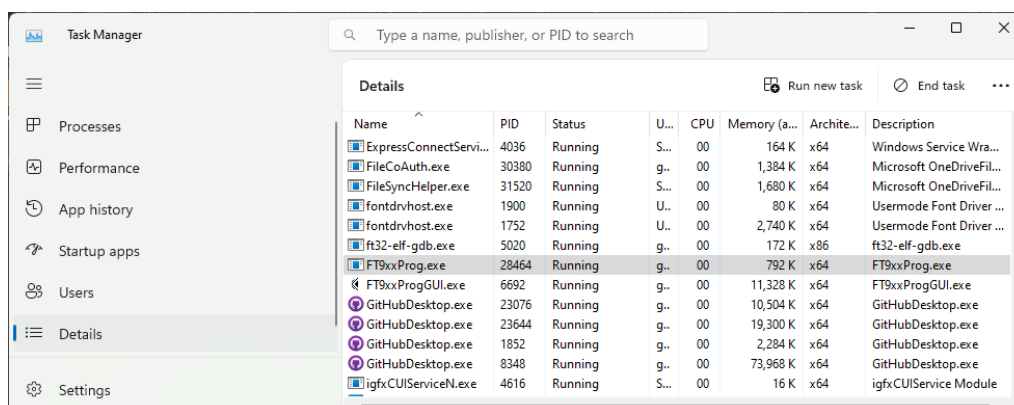 Task Manager
Type a name, publisher, or PID to search
Details
Run new task
End task
Processes
Performance
App history
Startup apps
Users
Details
Settings
Name PID Status U... CPU Memory (a... Archite... Description
ExpressConnectServi... 4036 Running S... 00 164 K x64 Windows Service Wra...
FileCoAuth.exe 30380 Running g.. 00 1,384 K x64 Microsoft OneDriveFil...
FileSyncHelper.exe 31520 Running S... 00 1,680 K x64 Microsoft OneDriveFil...
fontdrvhost.exe 1900 Running U.. 00 80 K x64 Usermode Font Driver ...
fontdrvhost.exe 1752 Running U.. 00 2,740 K x64 Usermode Font Driver ...
ft32-elf-gdb.exe 5020 Running g.. 00 172 K x86 ft32-elf-gdb.exe
FT9xxProg.exe 28464 Running g.. 00 792 K x64 FT9xxProg.exe
FT9xxProgGUI.exe 6692 Running g.. 00 11,328 K x64 FT9xxProgGUI.exe
GitHubDesktop.exe 23076 Running g.. 00 10,504 K x64 GitHubDesktop.exe
GitHubDesktop.exe 23644 Running g.. 00 19,300 K x64 GitHubDesktop.exe
GitHubDesktop.exe 1852 Running g.. 00 2,284 K x64 GitHubDesktop.exe
GitHubDesktop.exe 8348 Running g.. 00 73,968 K x64 GitHubDesktop.exe
igfxCUIServiceN.exe 4616 Running S... 00 16 K x64 igfxCUIService Module